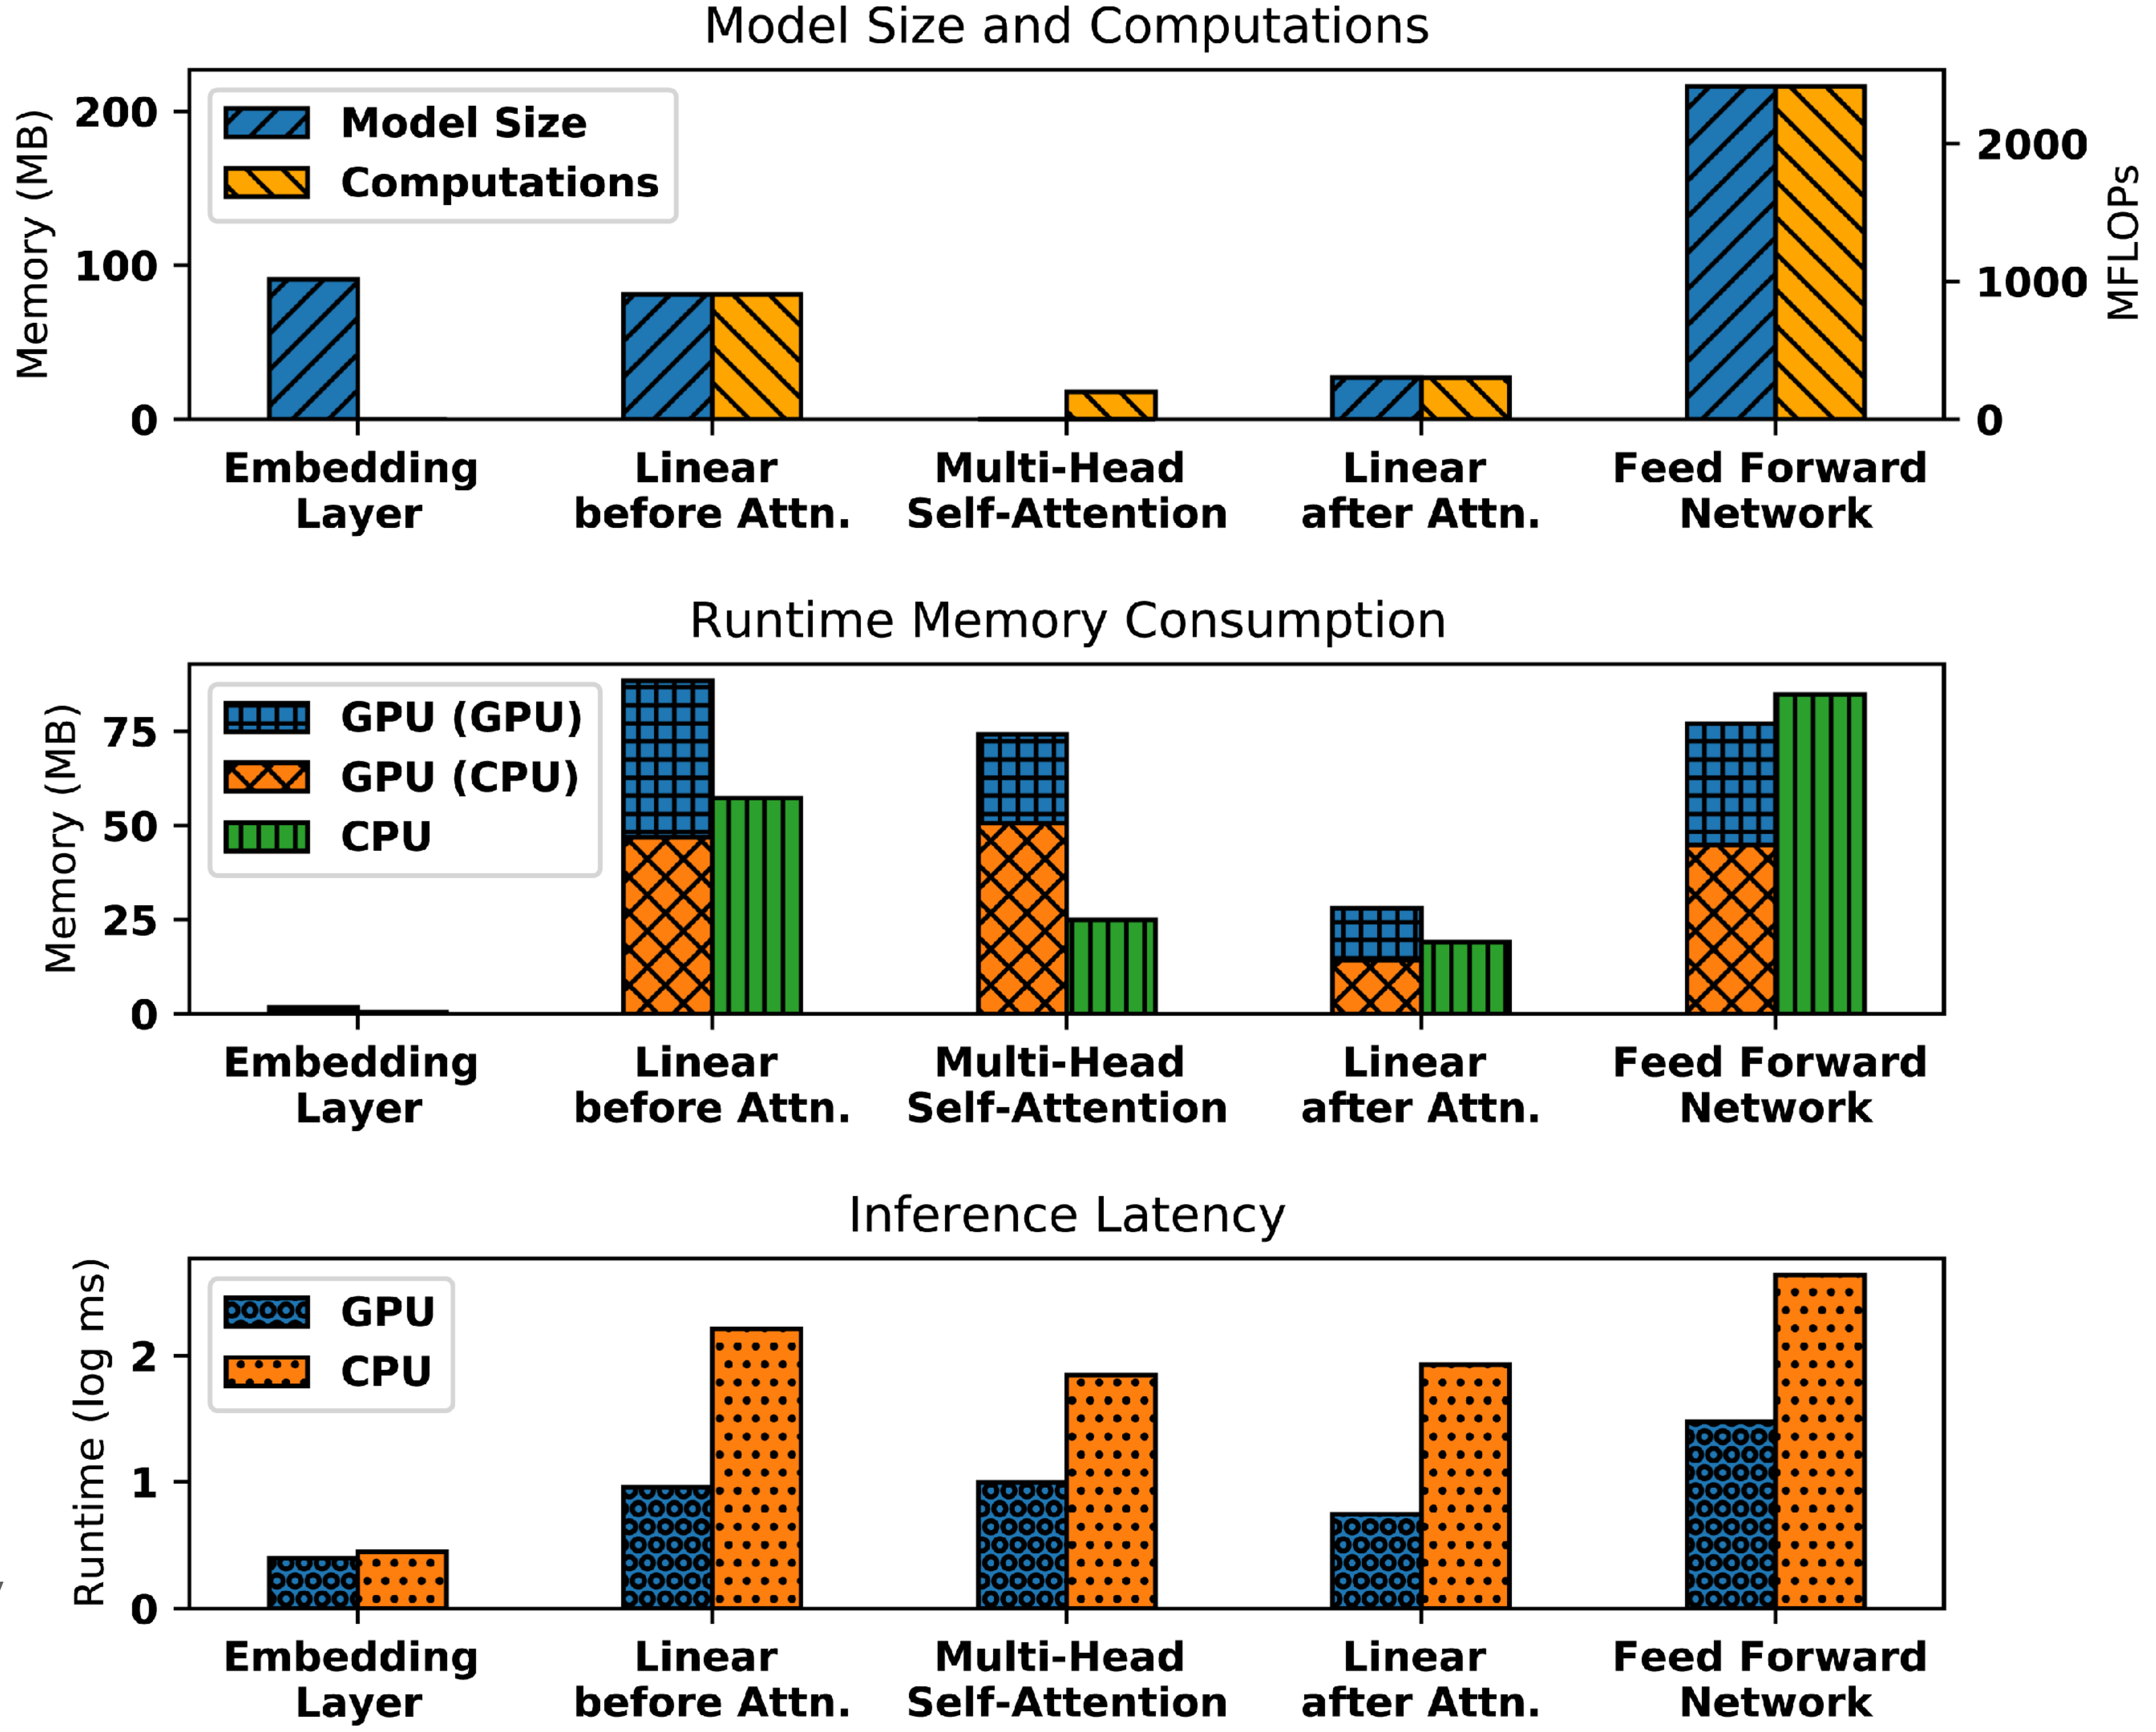 Model Size and Computations
Memory (MB)
200
100
0
Model Size
Computations
2000
1000
0
MFLOPs
Embedding
Layer
Linear
before Attn.
Multi-Head
Self-Attention
Linear
after Attn.
Feed Forward
Network
Runtime Memory Consumption
Memory (MB)
75
50
25
0
GPU (GPU)
GPU (CPU)
CPU
Embedding
Layer
Linear
before Attn.
Multi-Head
Self-Attention
Linear
after Attn.
Feed Forward
Network
Inference Latency
Runtime (log ms)
2
1
0
GPU
CPU
Embedding
Layer
Linear
before Attn.
Multi-Head
Self-Attention
Linear
after Attn.
Feed Forward
Network